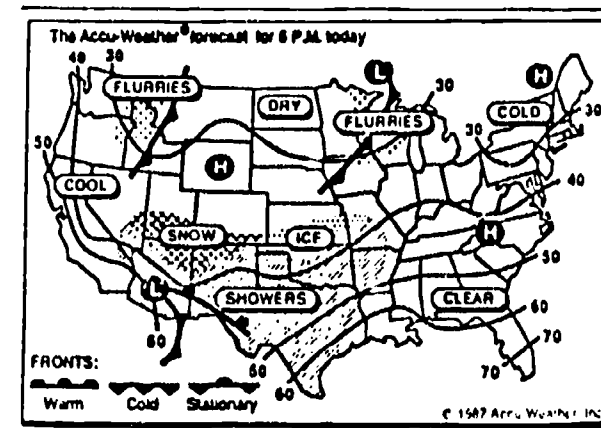 The Accu-Weather® forecast for 6 P.M. today
40 30
FLURRIES
L
30
H
DRY
FLURRIES
COLD
30
30
50
H
COOL
40
SNOW
ICE
H
50
L
SHOWERS
CLEAR
60
60
60
60
70
70
FRONTS:
Warm Cold Stationary
© 1987 Accu-Weather, Inc.